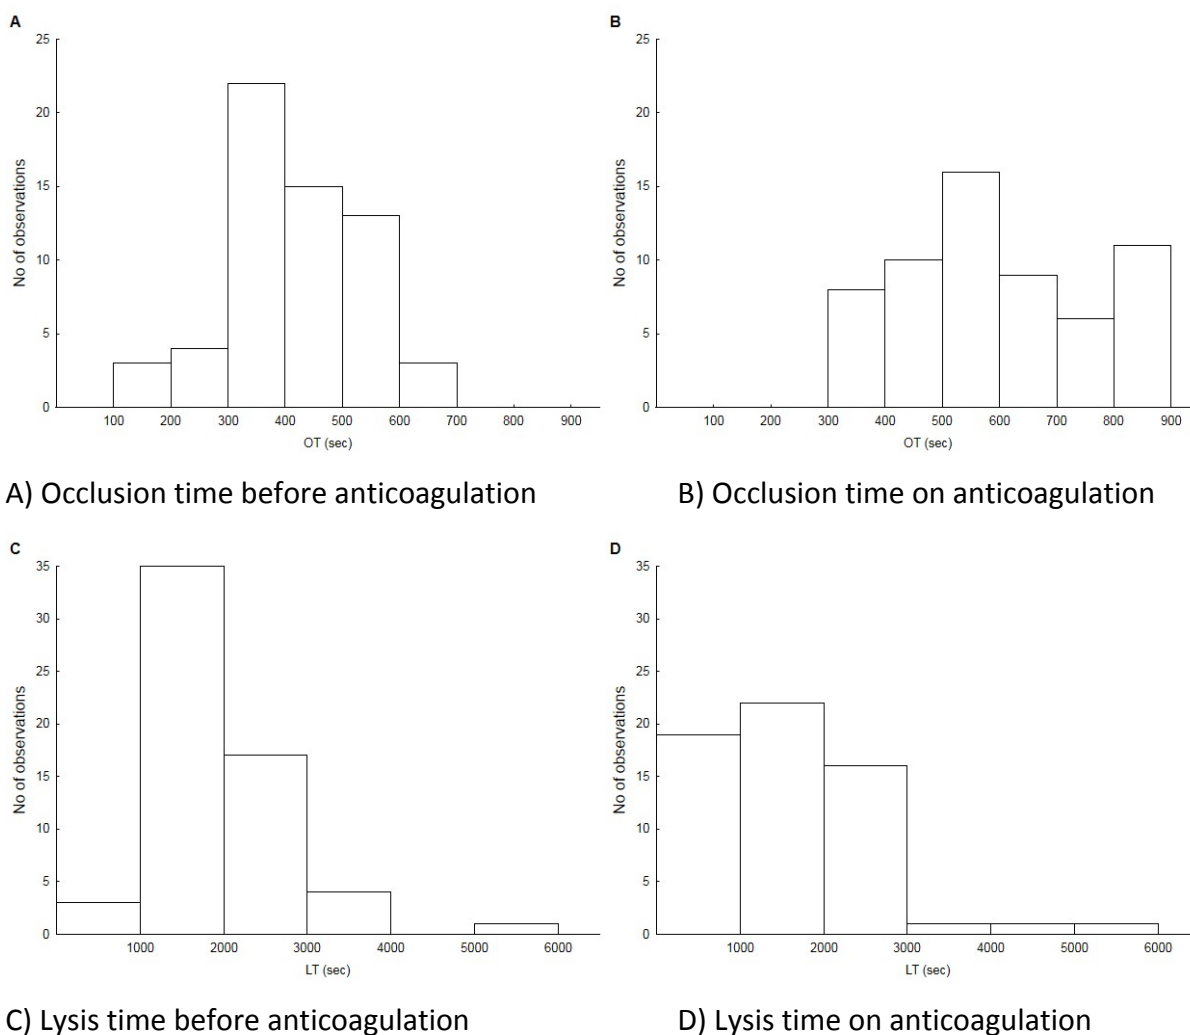 A
No of observations
25
20
15
10
5
0
100 200 300 400 500 600 700 800 900
OT (sec)
B
No of observations
25
20
15
10
5
0
100 200 300 400 500 600 700 800 900
OT (sec)
A) Occlusion time before anticoagulation
B) Occlusion time on anticoagulation
C
No of observations
35
30
25
20
15
10
5
0
1000 2000 3000 4000 5000 6000
LT (sec)
D
No of observations
35
30
25
20
15
10
5
0
1000 2000 3000 4000 5000 6000
LT (sec)
C) Lysis time before anticoagulation
D) Lysis time on anticoagulation